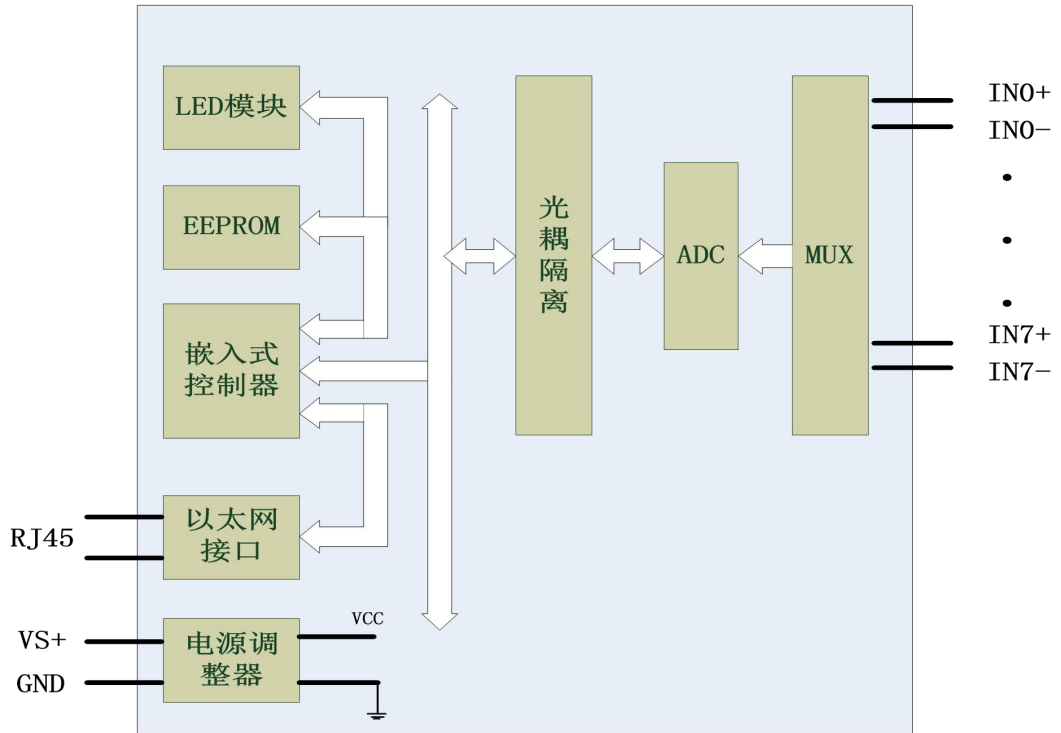 LED模块
EEPROM
嵌入式
控制器
以太网
接口
电源调
整器
RJ45
VS+
GND
VCC
光
耦
隔
离
ADC
MUX
IN0+
IN0-
IN7+
IN7-